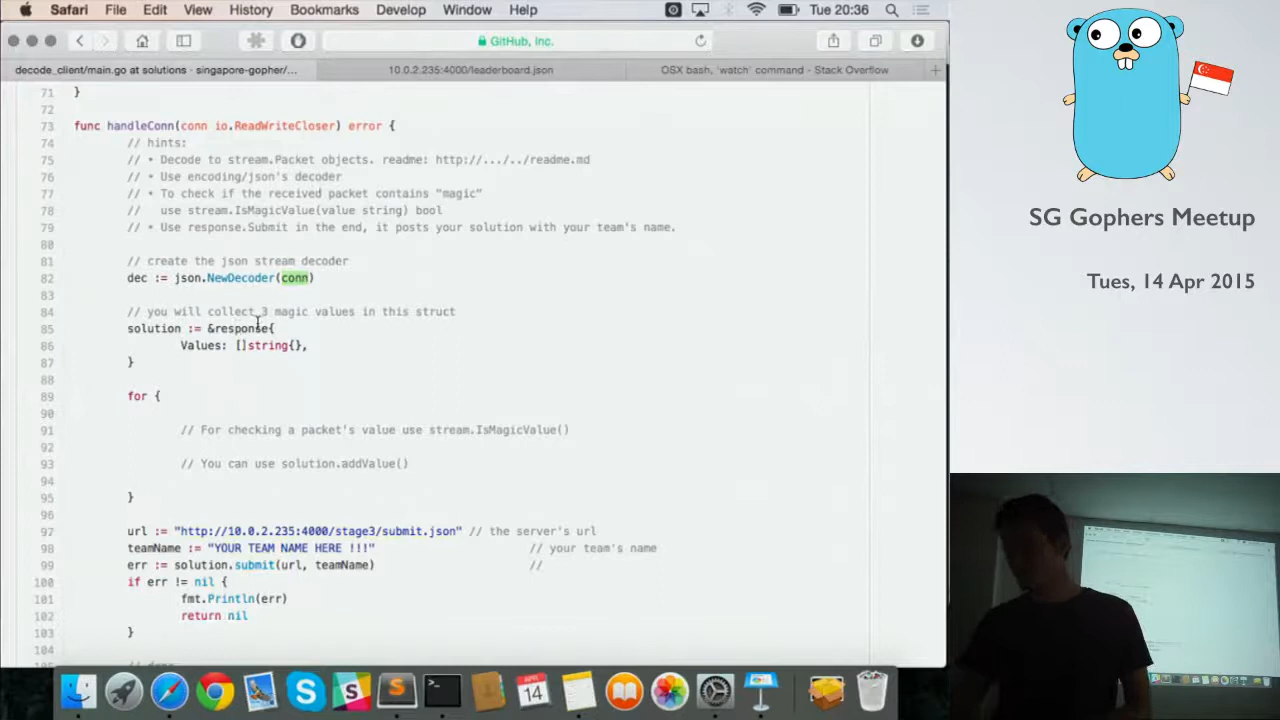 Safari File Edit View History Bookmarks Develop Window Help Tue 20:36
GitHub, Inc.
decode_client/main.go at solutions · singapore-gopher/... 10.0.2.235:4000/leaderboard.json OSX bash, 'watch' command - Stack Overflow
71 }
72
73 func handleConn(conn io.ReadWriteCloser) error {
74 // hints:
75 // • Decode to stream.Packet objects. readme: http://.../../readme.md
76 // • Use encoding/json's decoder
77 // • To check if the received packet contains "magic"
78 //   use stream.IsMagicValue(value string) bool
79 // • Use response.Submit in the end, it posts your solution with your team's name.
80
81 // create the json stream decoder
82 dec := json.NewDecoder(conn)
83
84 // you will collect 3 magic values in this struct
85 solution := &response{
86 Values: []string{},
87 }
88
89 for {
90
91 // For checking a packet's value use stream.IsMagicValue()
92
93 // You can use solution.addValue()
94
95 }
96
97 url := "http://10.0.2.235:4000/stage3/submit.json" // the server's url
98 teamName := "YOUR TEAM NAME HERE !!!" // your team's name
99 err := solution.submit(url, teamName) //
100 if err != nil {
101 fmt.Println(err)
102 return nil
103 }
SG Gophers Meetup
Tues, 14 Apr 2015
APR
14